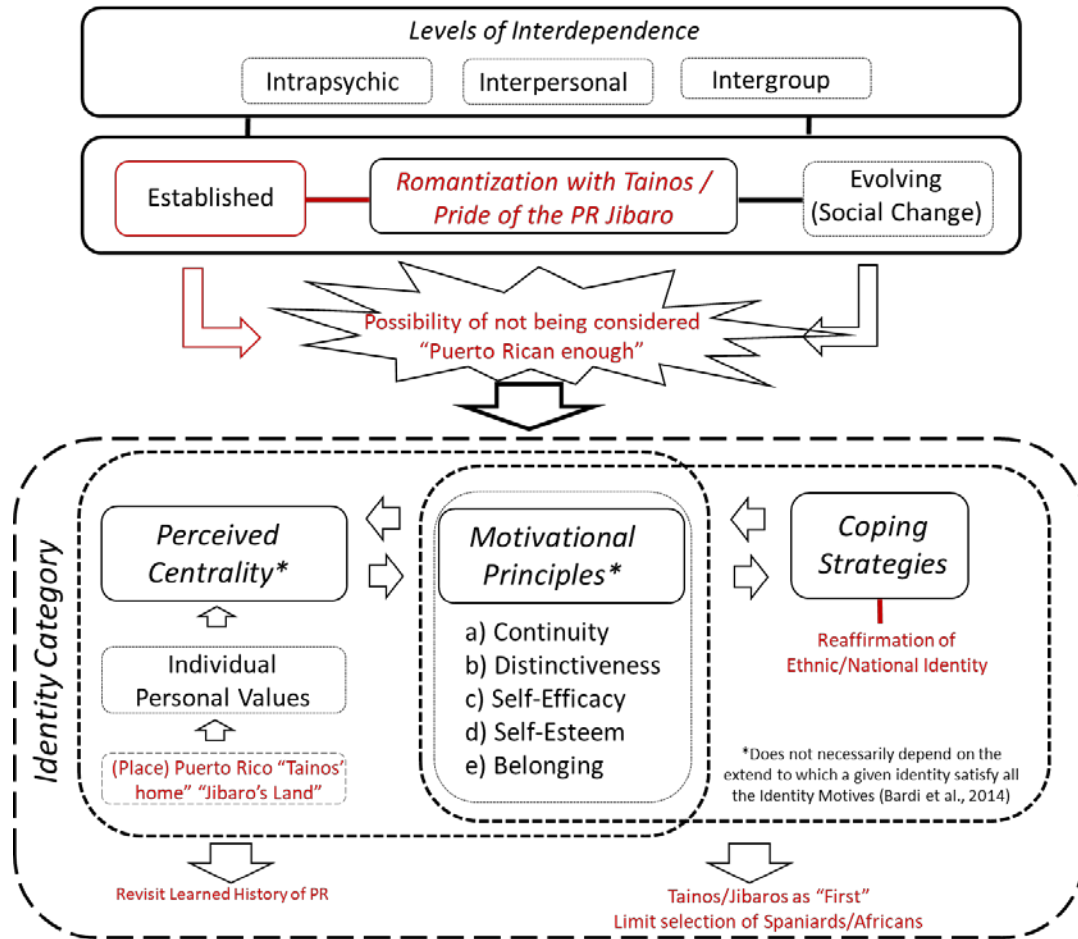 Levels of Interdependence
Intrapsychic
Interpersonal
Intergroup
Established
Romantization with Tainos /
Pride of the PR Jibaro
Evolving
(Social Change)
Possibility of not being considered
“Puerto Rican enough”
Identity Category
Perceived
Centrality*
Motivational
Principles*
Coping
Strategies
Individual
Personal Values
(Place) Puerto Rico “Tainos’
home” “Jibaro’s Land”
a) Continuity
b) Distinctiveness
c) Self-Efficacy
d) Self-Esteem
e) Belonging
Reaffirmation of
Ethnic/National Identity
*Does not necessarily depend on the
extend to which a given identity satisfy all
the Identity Motives (Bardi et al., 2014)
Revisit Learned History of PR
Tainos/Jibaros as “First”
Limit selection of Spaniards/Africans